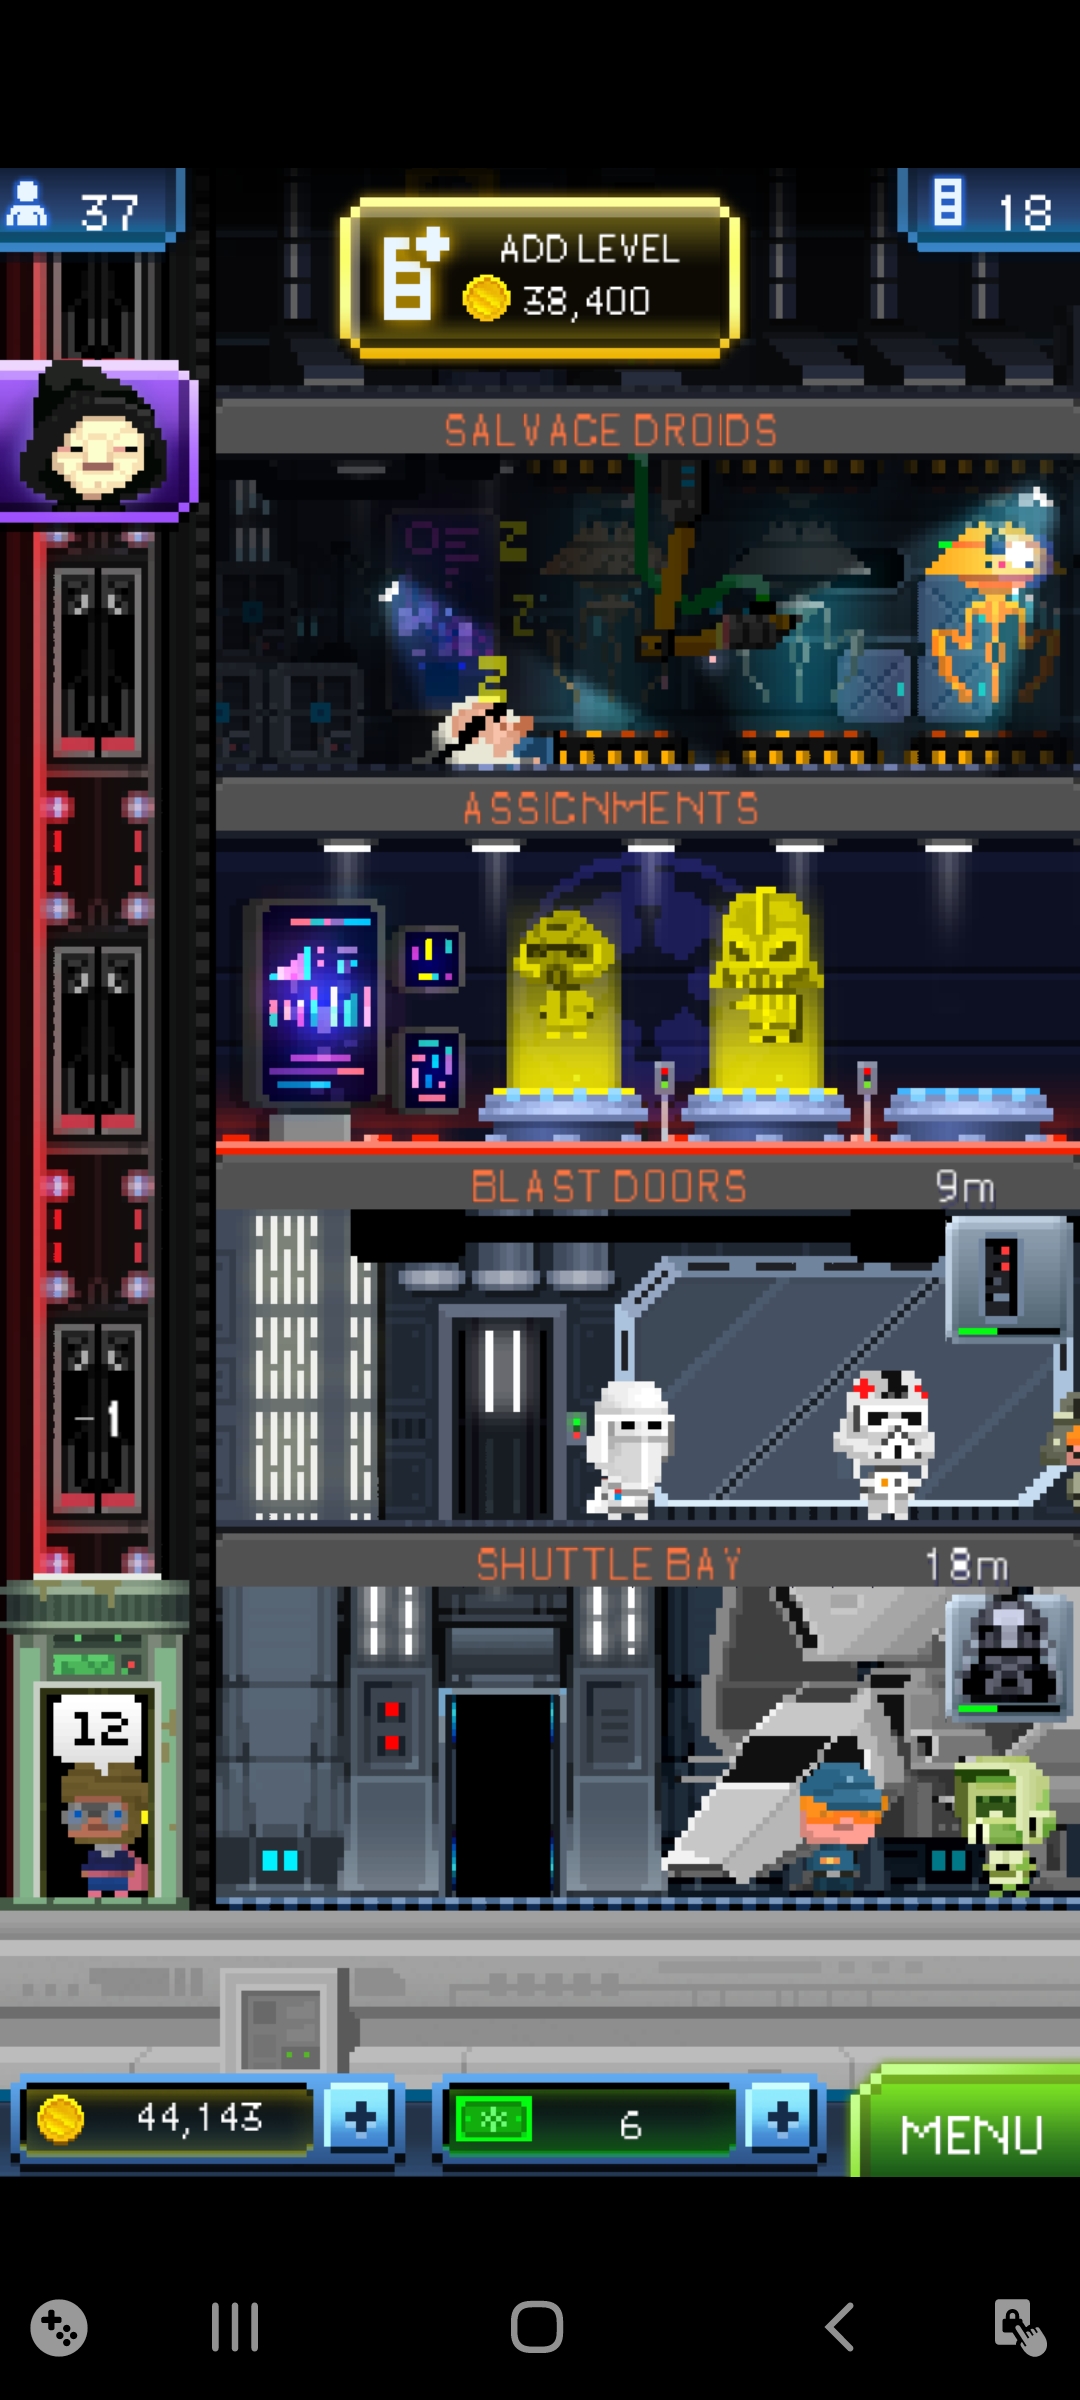 37
ADD LEVEL
38,400
18
SALVAGE DROIDS
Z
Z
Z
ASSIGNMENTS
BLAST DOORS 9m
-1
SHUTTLE BAY 18m
12
44,143
6
MENU